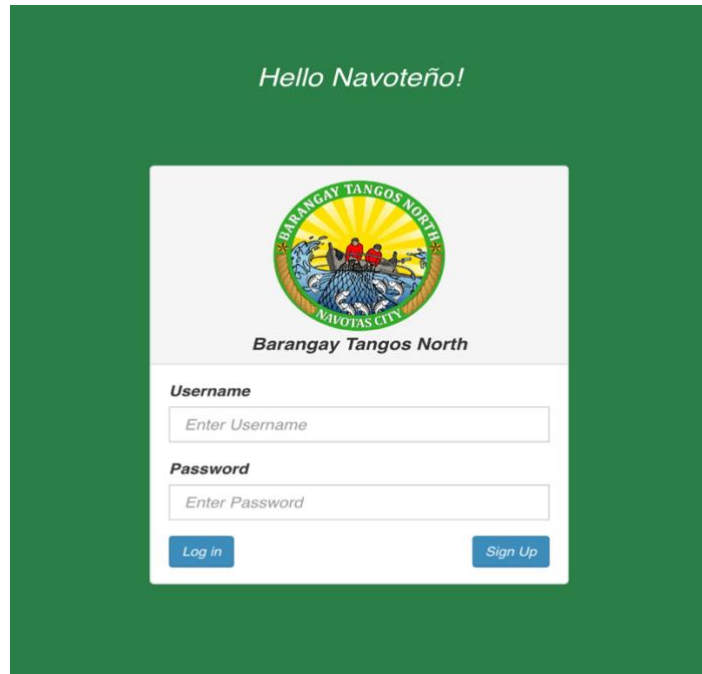 Hello Navoteño!
BARANGAY TANGOS NORTH
NAVOTAS CITY
Barangay Tangos North
Username
Enter Username
Password
Enter Password
Log in
Sign Up